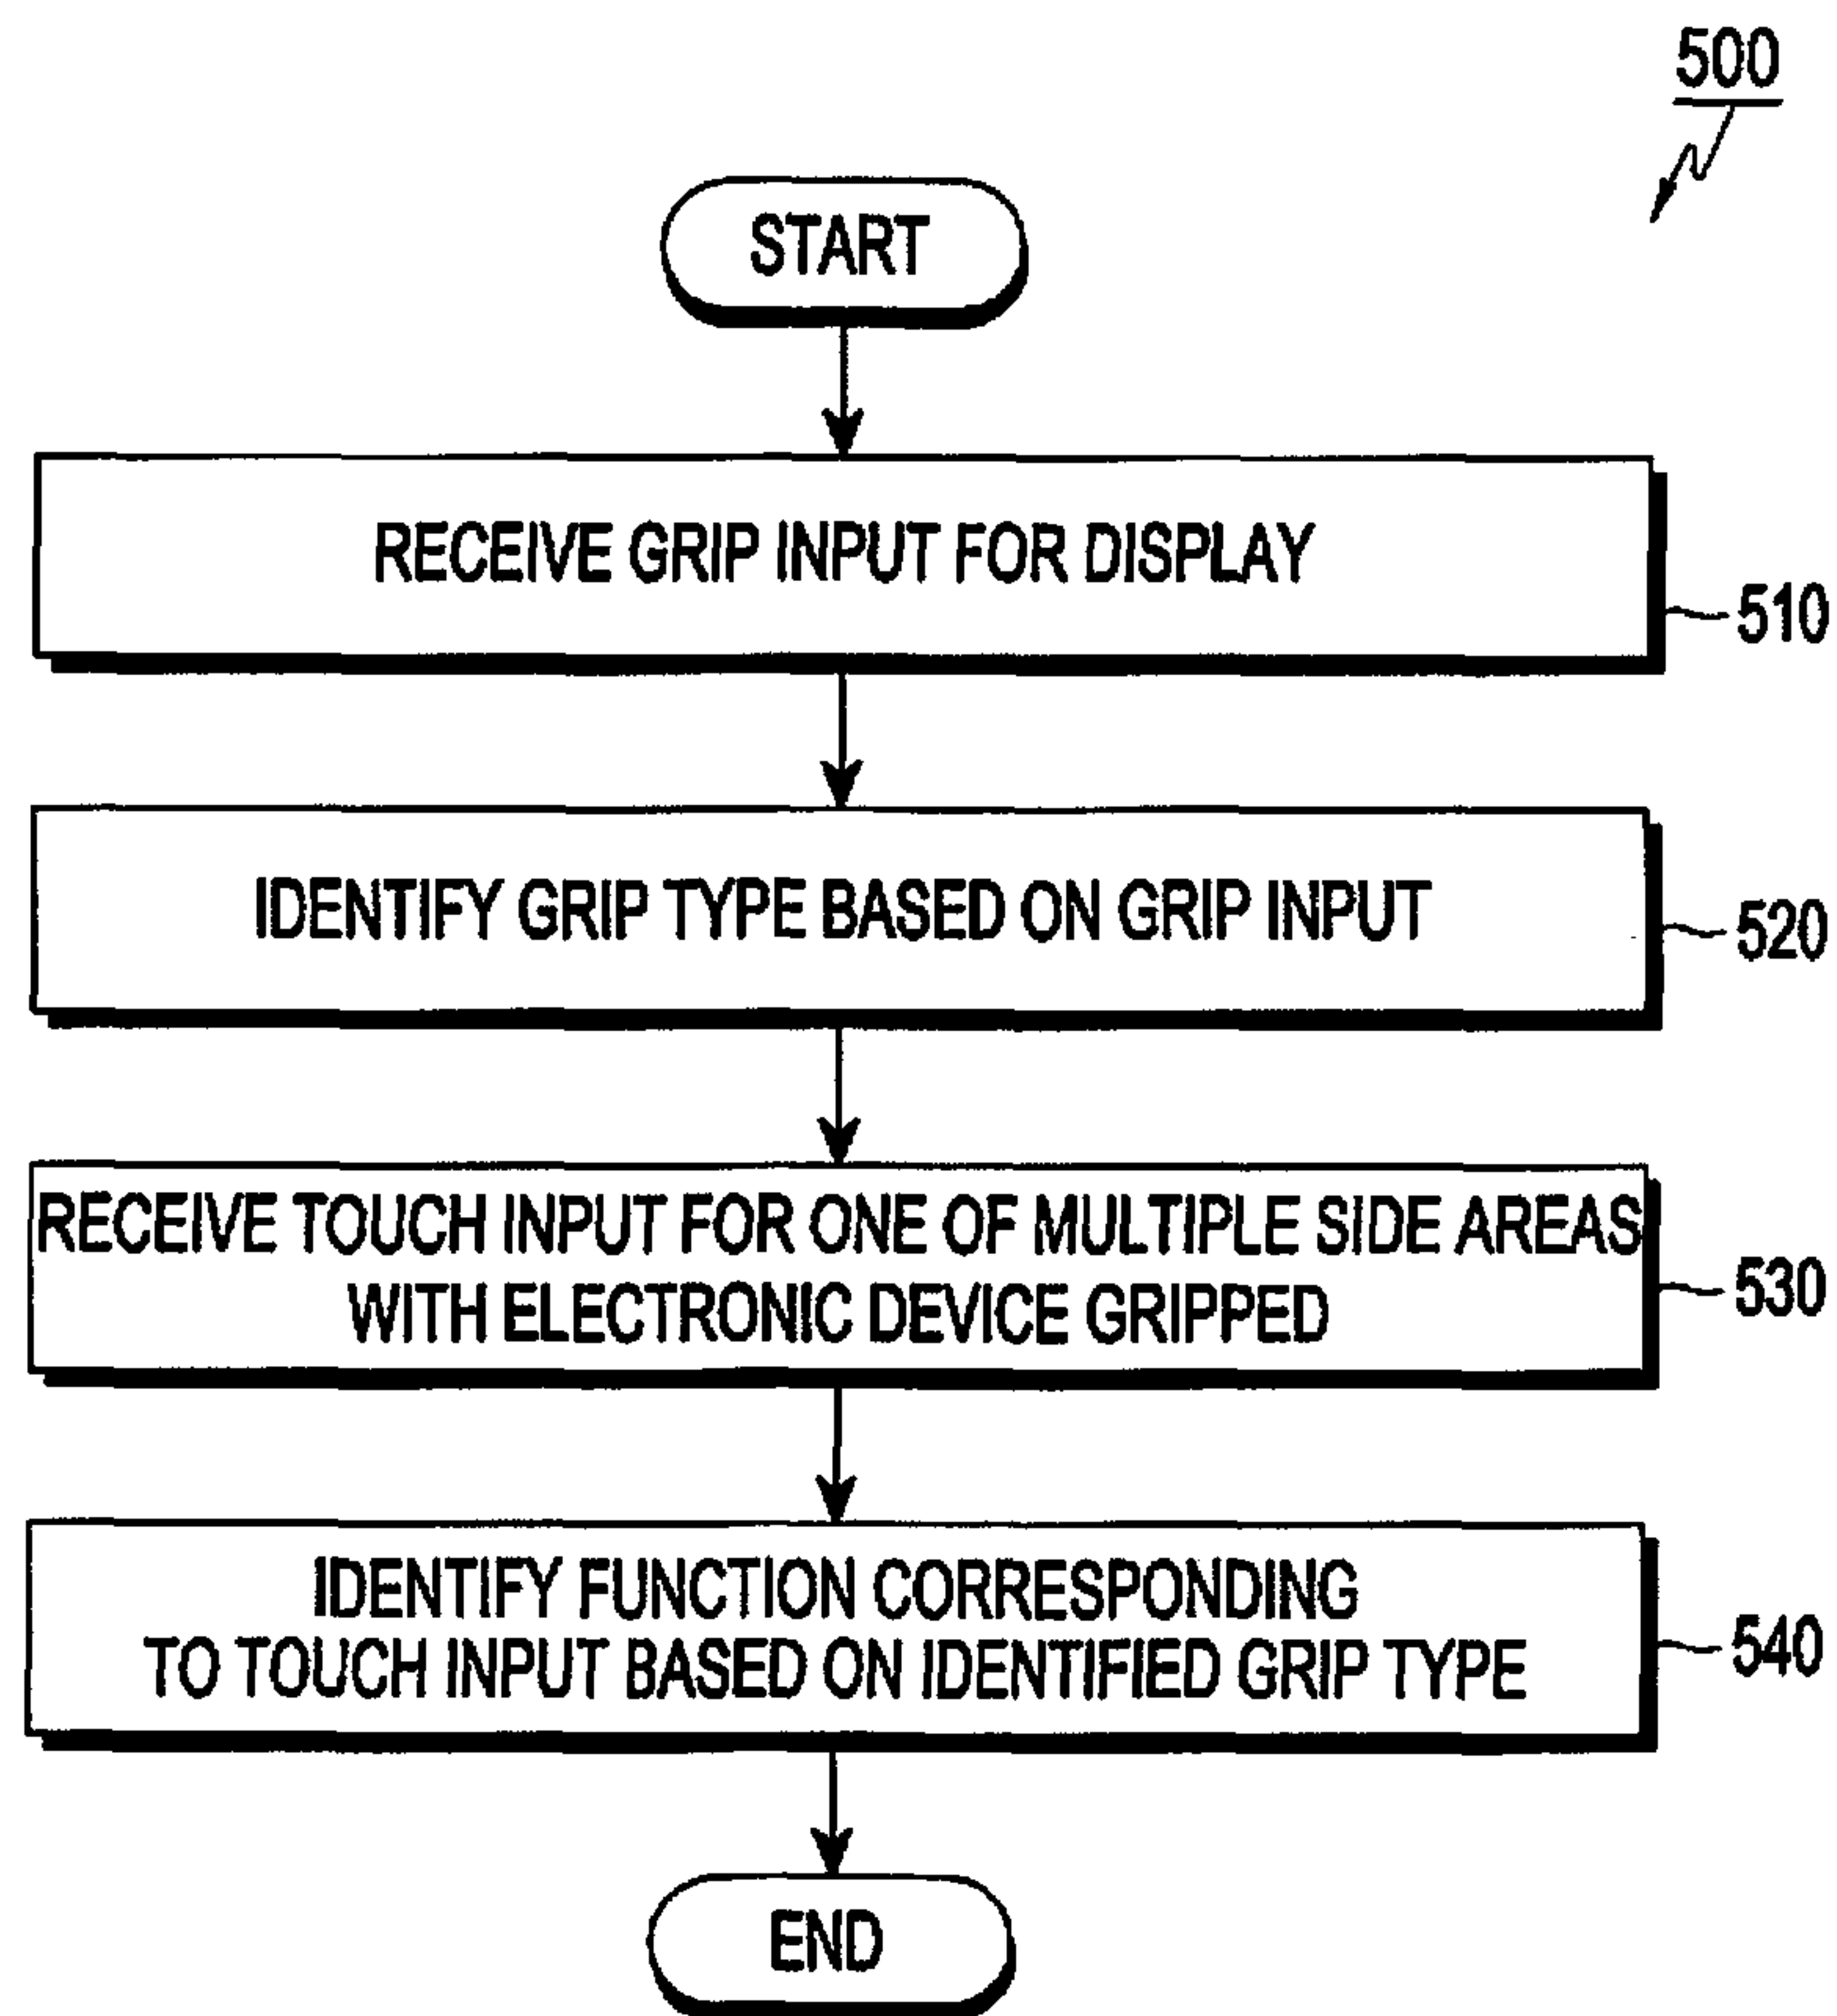 500
START
RECEIVE GRIP INPUT FOR DISPLAY
510
IDENTIFY GRIP TYPE BASED ON GRIP INPUT
520
RECEIVE TOUCH INPUT FOR ONE OF MULTIPLE SIDE AREAS
WITH ELECTRONIC DEVICE GRIPPED
530
IDENTIFY FUNCTION CORRESPONDING
TO TOUCH INPUT BASED ON IDENTIFIED GRIP TYPE
540
END